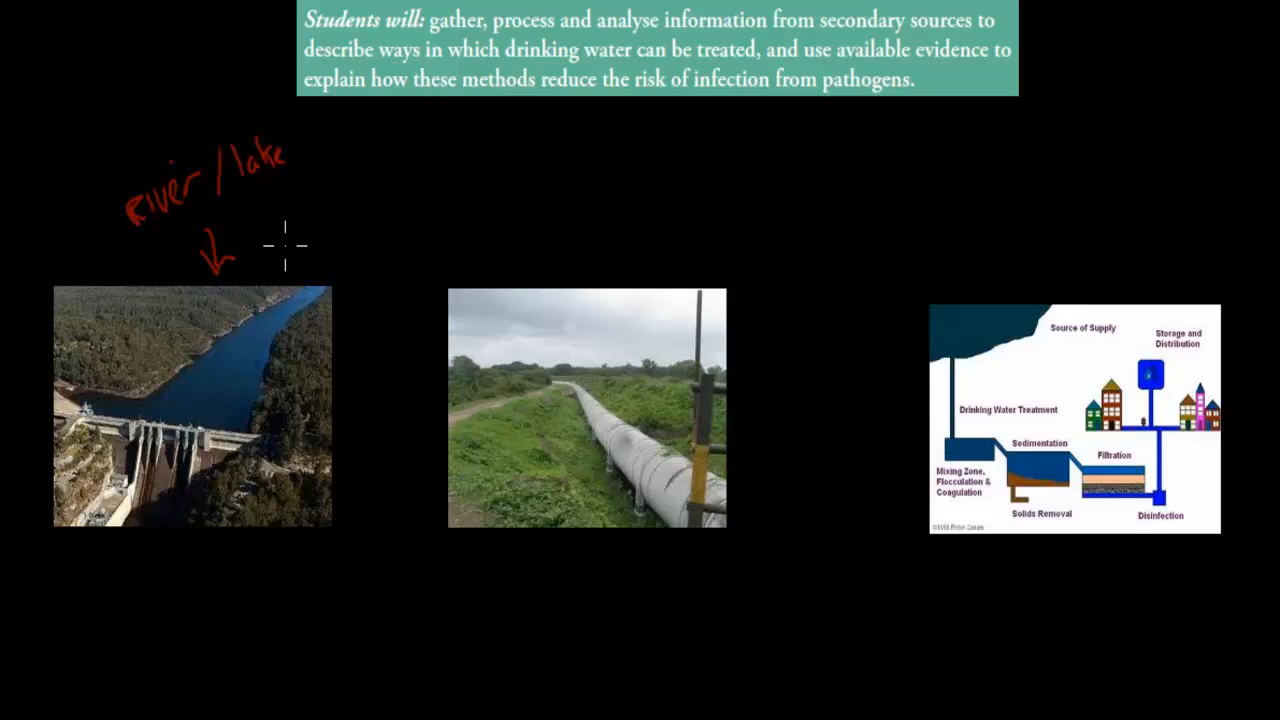 Students will: gather, process and analyse information from secondary sources to
describe ways in which drinking water can be treated, and use available evidence to
explain how these methods reduce the risk of infection from pathogens.
River / lake
Source of Supply
Storage and
Distribution
Drinking Water Treatment
Sedimentation
Filtration
Mixing Zone,
Flocculation &
Coagulation
Solids Removal
Disinfection